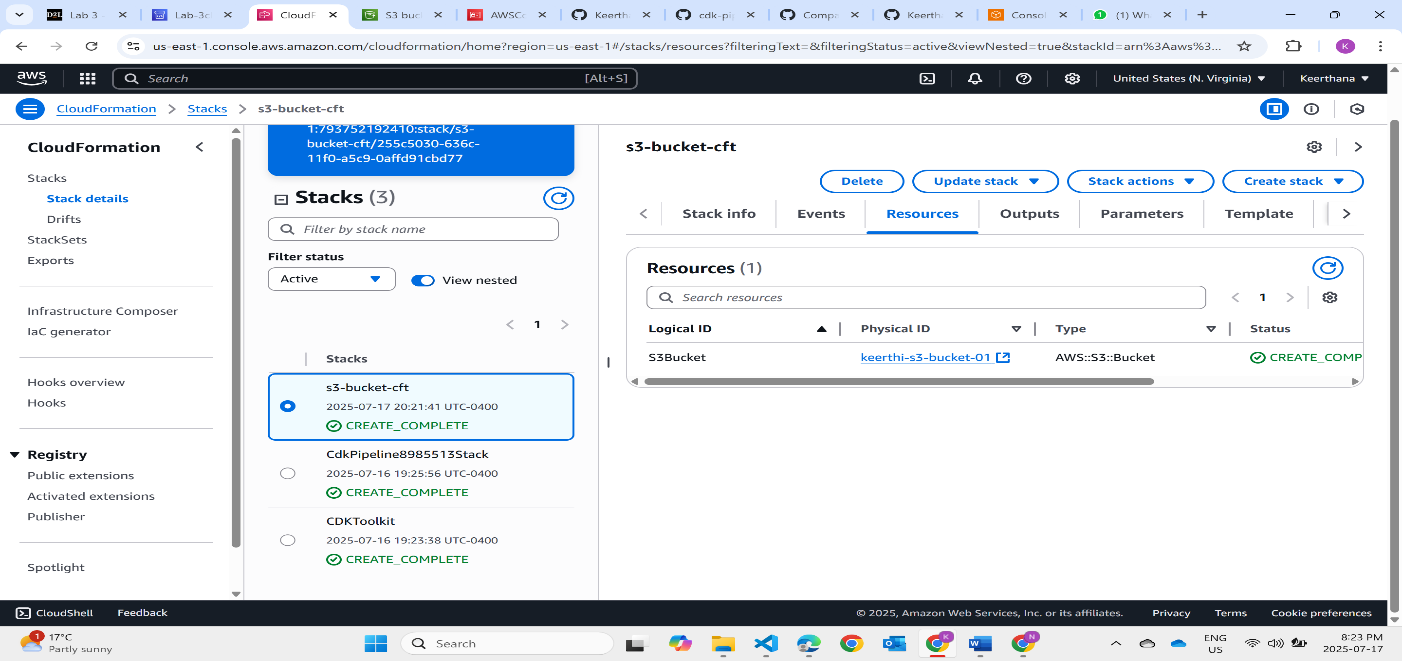 Lab-3c
CloudF
S3 buc
AWSCo
Keerth
cdk-pip
Compa
Keerth
Consol
(1) Wh
us-east-1.console.aws.amazon.com/cloudformation/home?region=us-east-1#/stacks/resources?filteringText=&filteringStatus=active&viewNested=true&stackId=arn%3Aaws%3...
K
aws
Search
[Alt+S]
United States (N. Virginia)
Keerthana
CloudFormation
Stacks
s3-bucket-cft
CloudFormation
Stacks
Stack details
Drifts
StackSets
Exports
Infrastructure Composer
IaC generator
Hooks overview
Hooks
Registry
Public extensions
Activated extensions
Publisher
Spotlight
1:793752192410:stack/s3-
bucket-cft/255c5030-636c-
11f0-a5c9-0affd91cbd77
Stacks (3)
Filter by stack name
Filter status
Active
View nested
1
Stacks
s3-bucket-cft
2025-07-17 20:21:41 UTC-0400
CREATE_COMPLETE
CdkPipeline8985513Stack
2025-07-16 19:25:56 UTC-0400
CREATE_COMPLETE
CDKToolkit
2025-07-16 19:23:38 UTC-0400
CREATE_COMPLETE
s3-bucket-cft
Delete
Update stack
Stack actions
Create stack
Stack info
Events
Resources
Outputs
Parameters
Template
Resources (1)
Search resources
1
Logical ID
Physical ID
Type
Status
S3Bucket
keerthi-s3-bucket-01
AWS::S3::Bucket
CREATE_COMP
CloudShell
Feedback
© 2025, Amazon Web Services, Inc. or its affiliates.
Privacy
Terms
Cookie preferences
1
17°C
Partly sunny
Search
K
N
ENG
US
8:23 PM
2025-07-17